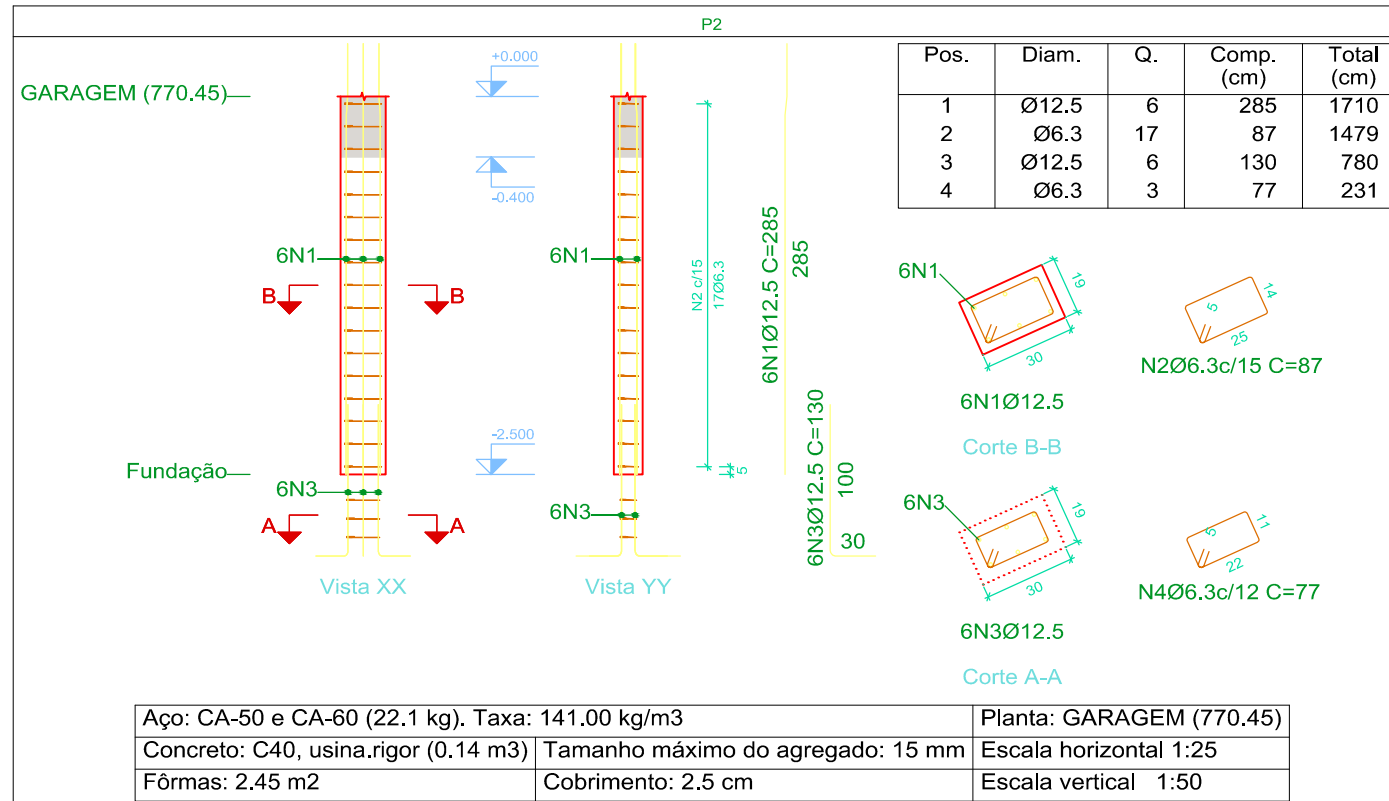 P2
GARAGEM (770.45)
+0.000
-0.400
6N1
B
B
-2.500
Fundação
6N3
A
A
Vista XX
6N1
6N3
Vista YY
N2 c/15
17Ø6.3
5
6N1Ø12.5 C=285
285
6N3Ø12.5 C=130
100
30
Pos. Diam. Q. Comp. (cm) Total (cm)
1 Ø12.5 6 285 1710
2 Ø6.3 17 87 1479
3 Ø12.5 6 130 780
4 Ø6.3 3 77 231
6N1
19
30
6N1Ø12.5
Corte B-B
5
14
25
N2Ø6.3c/15 C=87
6N3
19
30
6N3Ø12.5
Corte A-A
5
11
22
N4Ø6.3c/12 C=77
Aço: CA-50 e CA-60 (22.1 kg). Taxa: 141.00 kg/m3 Planta: GARAGEM (770.45)
Concreto: C40, usina.rigor (0.14 m3) Tamanho máximo do agregado: 15 mm Escala horizontal 1:25
Fôrmas: 2.45 m2 Cobrimento: 2.5 cm Escala vertical 1:50